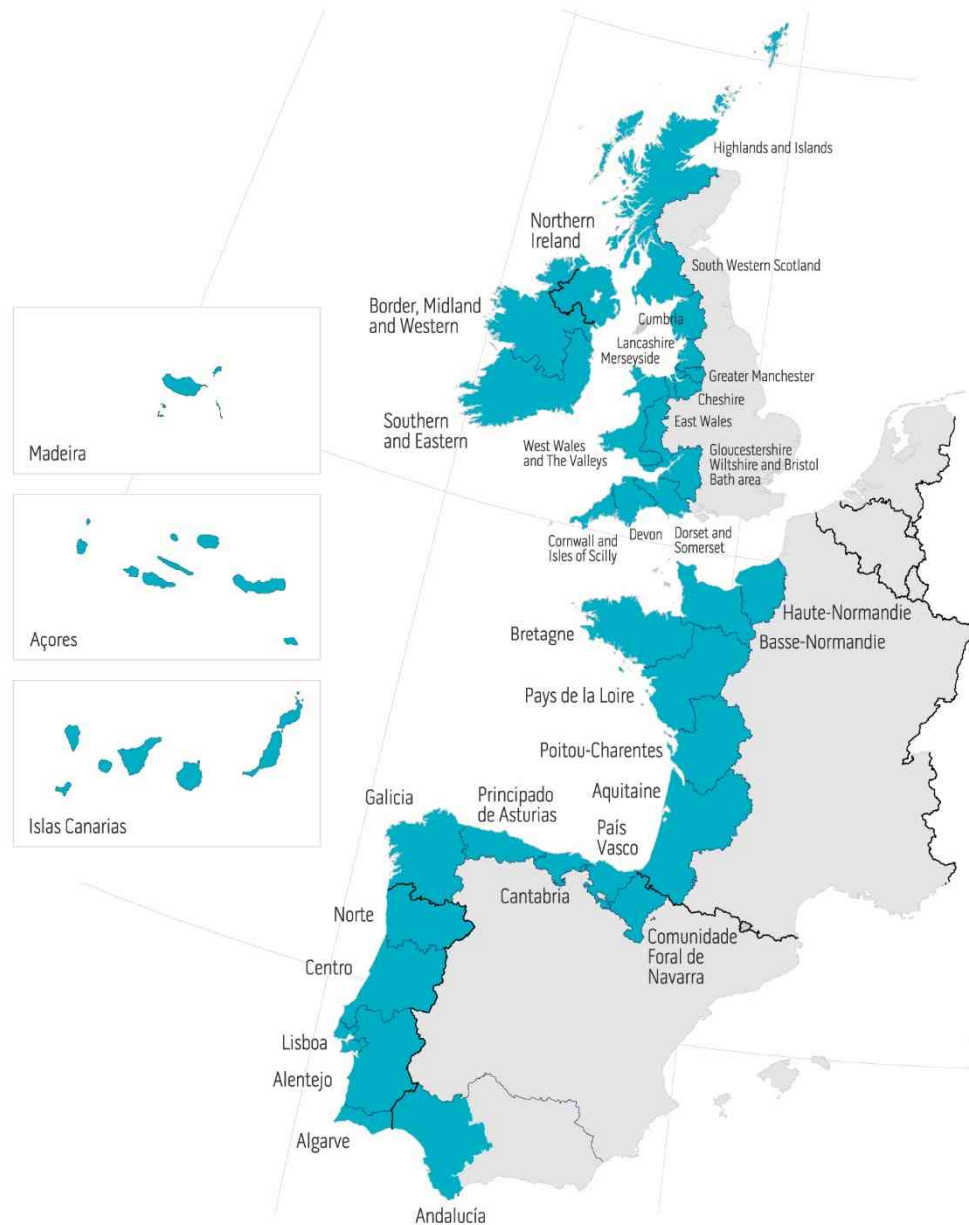 Highlands and Islands
Northern
Ireland
South Western Scotland
Border, Midland
and Western
Cumbria
Lancashire
Merseyside
Greater Manchester
Cheshire
East Wales
Southern
and Eastern
West Wales
and The Valleys
Gloucestershire
Wiltshire and Bristol
Bath area
Cornwall and
Isles of Scilly
Devon
Dorset and
Somerset
Madeira
Açores
Islas Canarias
Haute-Normandie
Basse-Normandie
Bretagne
Pays de la Loire
Poitou-Charentes
Aquitaine
Galicia
Principado
de Asturias
País
Vasco
Cantabria
Comunidade
Foral de
Navarra
Norte
Centro
Lisboa
Alentejo
Algarve
Andalucía